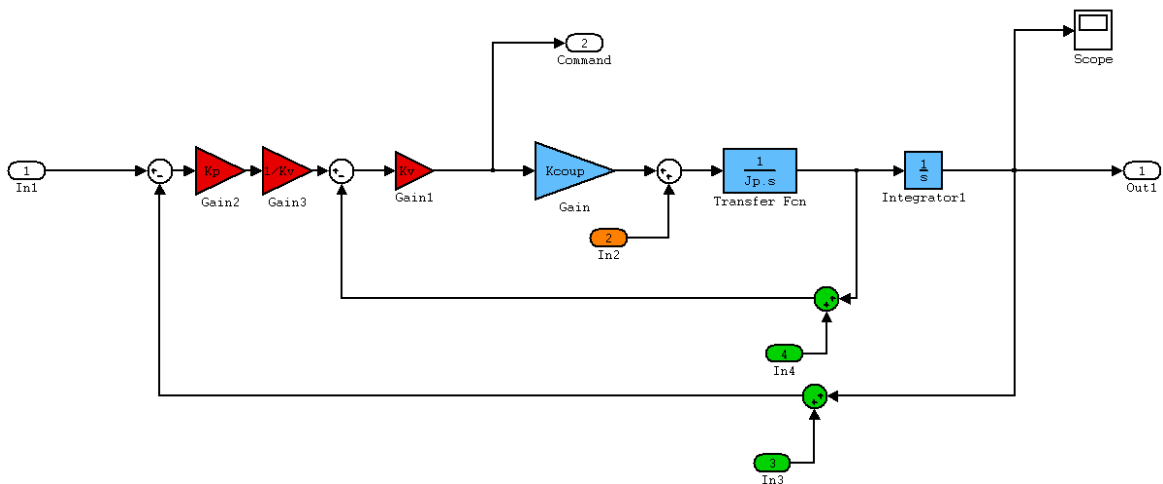 2
Command
Scope
1
In1
+
-
Kp
Gain2
1/Kv
Gain3
+
-
Kv
Gain1
Kcoup
Gain
+
+
1
Jp.s
Transfer Fcn
1
s
Integrator1
1
Out1
2
In2
+
+
4
In4
+
+
3
In3